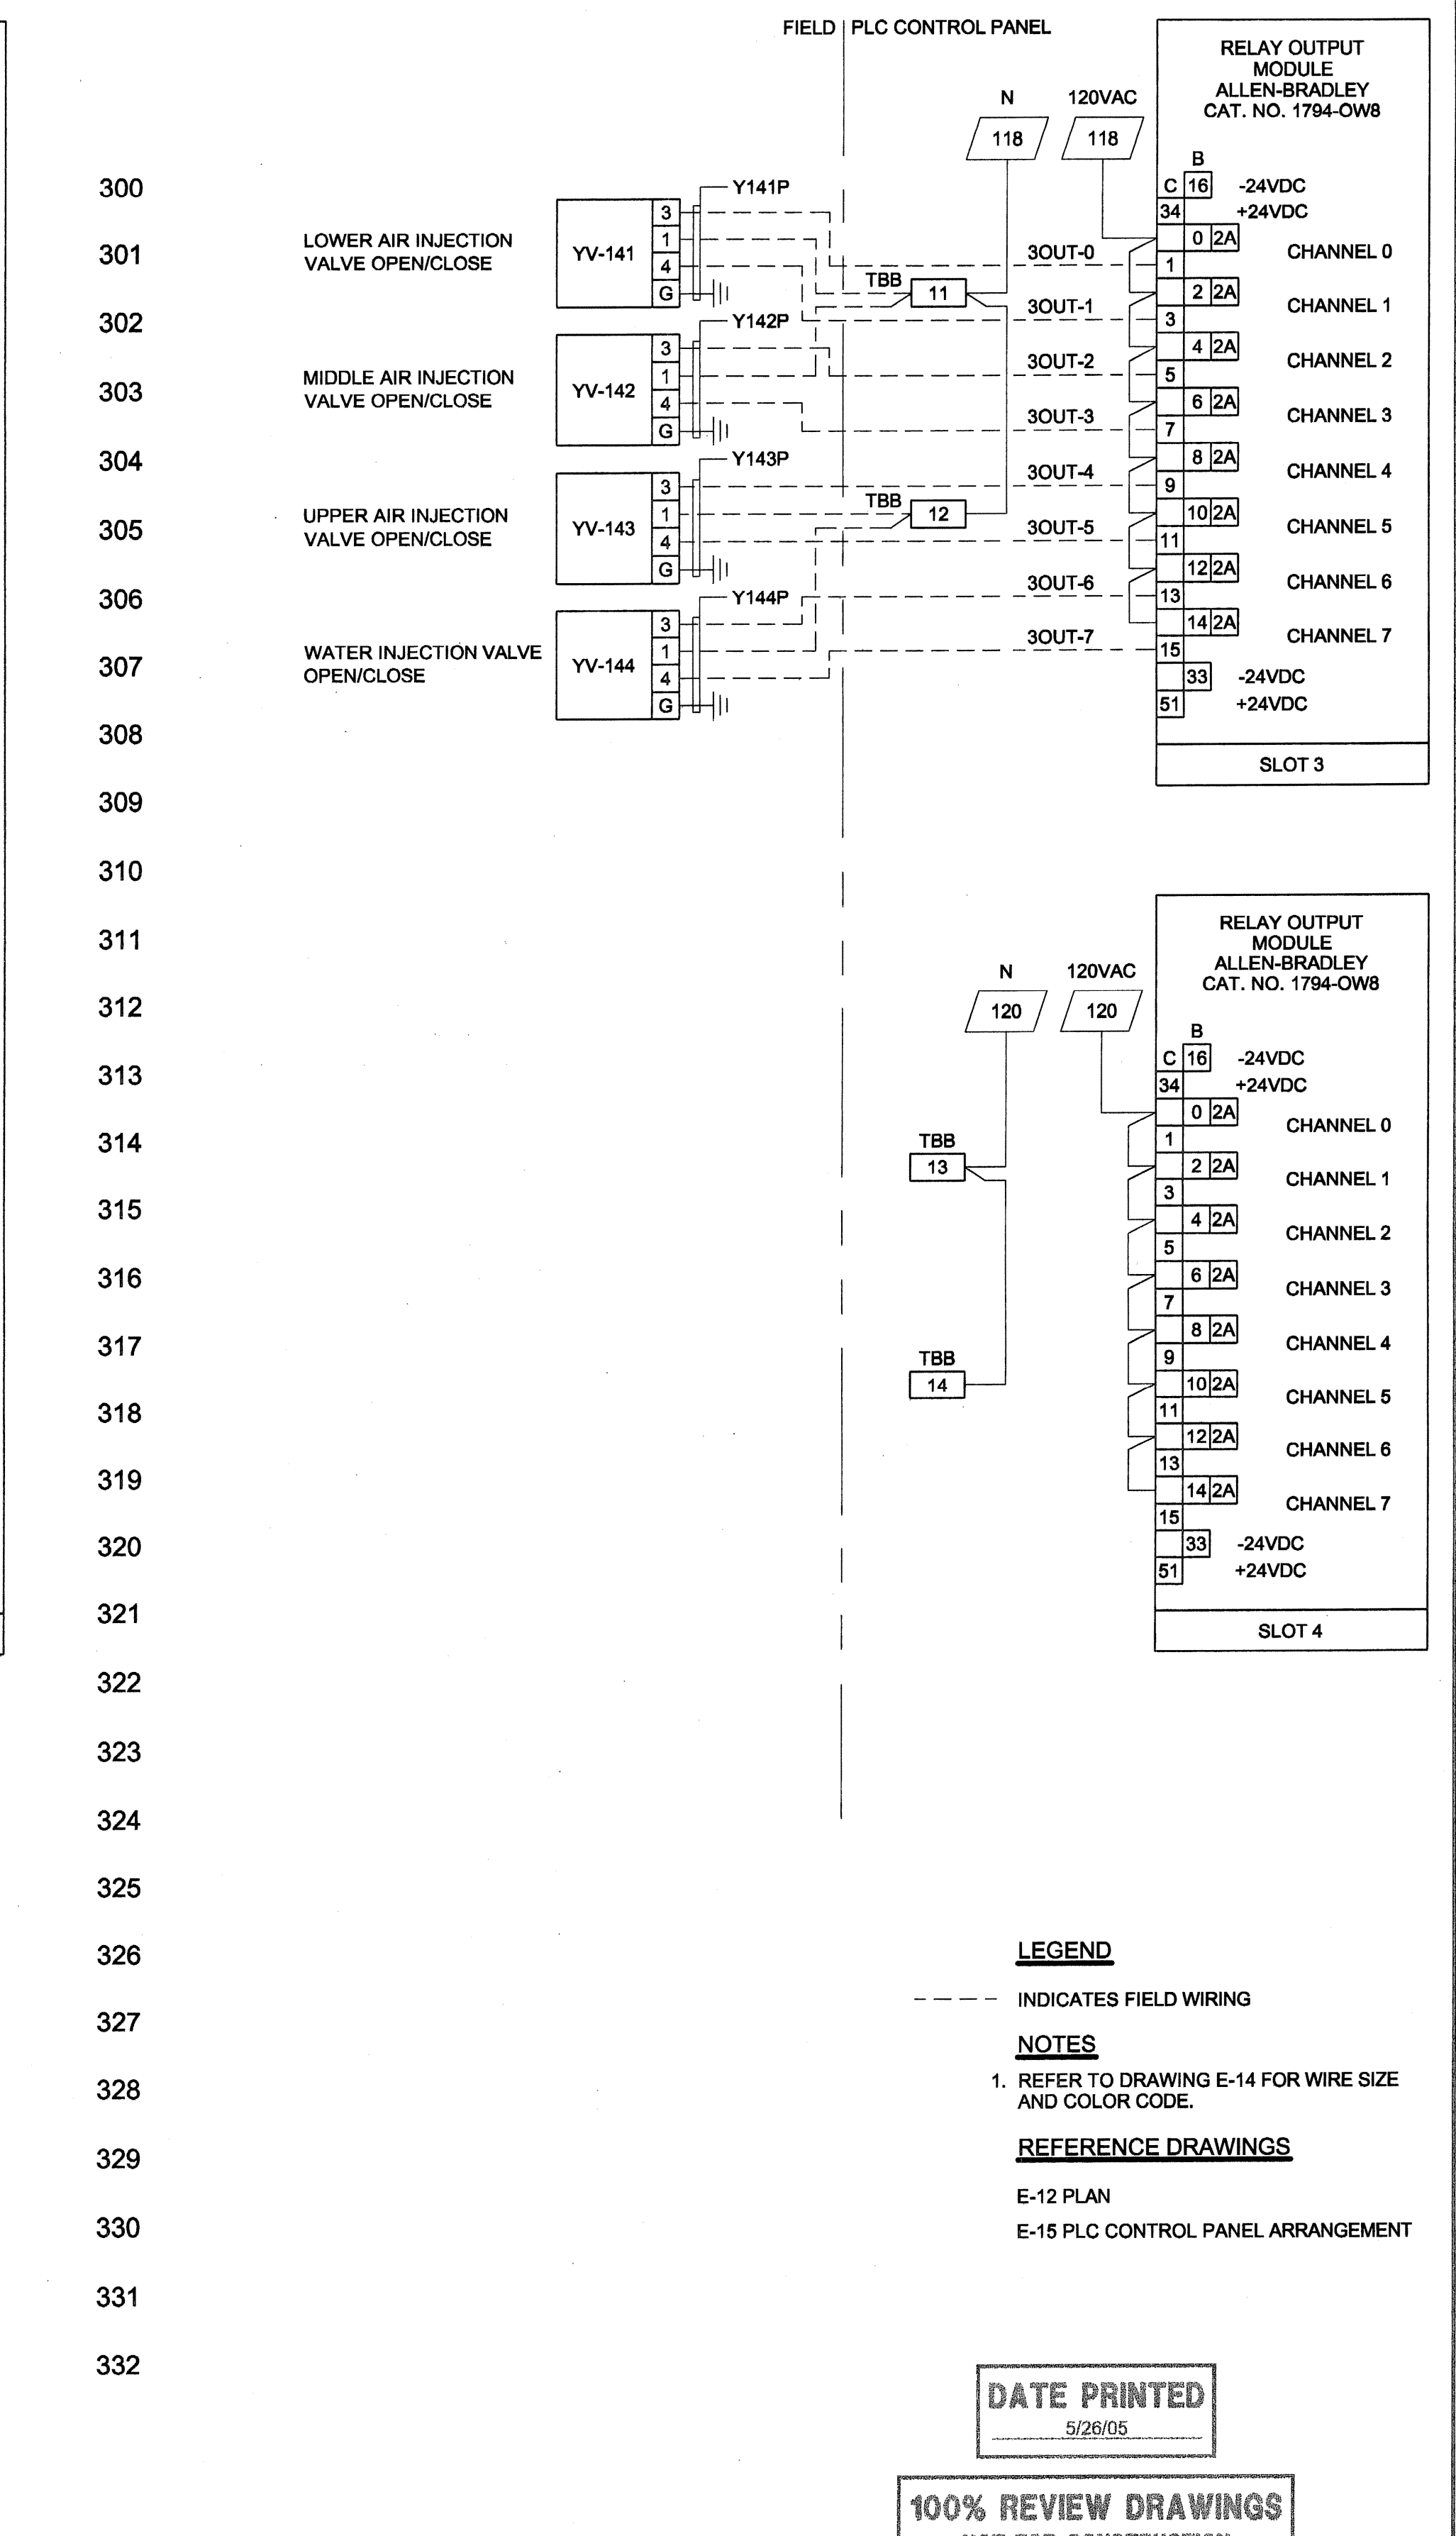 FIELD | PLC CONTROL PANEL
RELAY OUTPUT
MODULE
ALLEN-BRADLEY
CAT. NO. 1794-OW8
N 120VAC
118 118
B
300 Y141P C 16 -24VDC
3 34 +24VDC
LOWER AIR INJECTION 1 0 2A
301 VALVE OPEN/CLOSE YV-141 4 3OUT-0 1 CHANNEL 0
G TBB 11 2 2A
302 Y142P 3OUT-1 3 CHANNEL 1
3 4 2A
MIDDLE AIR INJECTION 1 3OUT-2 5 CHANNEL 2
303 VALVE OPEN/CLOSE YV-142 4 6 2A
G 3OUT-3 7 CHANNEL 3
304 Y143P 8 2A
3 3OUT-4 9 CHANNEL 4
UPPER AIR INJECTION 1 TBB 12 10 2A
305 VALVE OPEN/CLOSE YV-143 4 3OUT-5 11 CHANNEL 5
G 12 2A
306 Y144P 3OUT-6 13 CHANNEL 6
3 14 2A
WATER INJECTION VALVE 1 3OUT-7 15 CHANNEL 7
307 OPEN/CLOSE YV-144 4 33 -24VDC
G 51 +24VDC
308
SLOT 3
309
310
311
RELAY OUTPUT
MODULE
ALLEN-BRADLEY
CAT. NO. 1794-OW8
N 120VAC
312 120 120
B
C 16 -24VDC
313 34 +24VDC
0 2A
314 TBB 1 CHANNEL 0
13 2 2A
3 CHANNEL 1
315 4 2A
5 CHANNEL 2
316 6 2A
7 CHANNEL 3
8 2A
317 TBB 9 CHANNEL 4
14 10 2A
318 11 CHANNEL 5
12 2A
13 CHANNEL 6
319 14 2A
15 CHANNEL 7
320 33 -24VDC
51 +24VDC
321
SLOT 4
322
323
324
325
326 LEGEND
INDICATES FIELD WIRING
327
NOTES
328 1. REFER TO DRAWING E-14 FOR WIRE SIZE
AND COLOR CODE.
329 REFERENCE DRAWINGS
E-12 PLAN
330 E-15 PLC CONTROL PANEL ARRANGEMENT
331
332
DATE PRINTED
5/26/05
100% REVIEW DRAWINGS